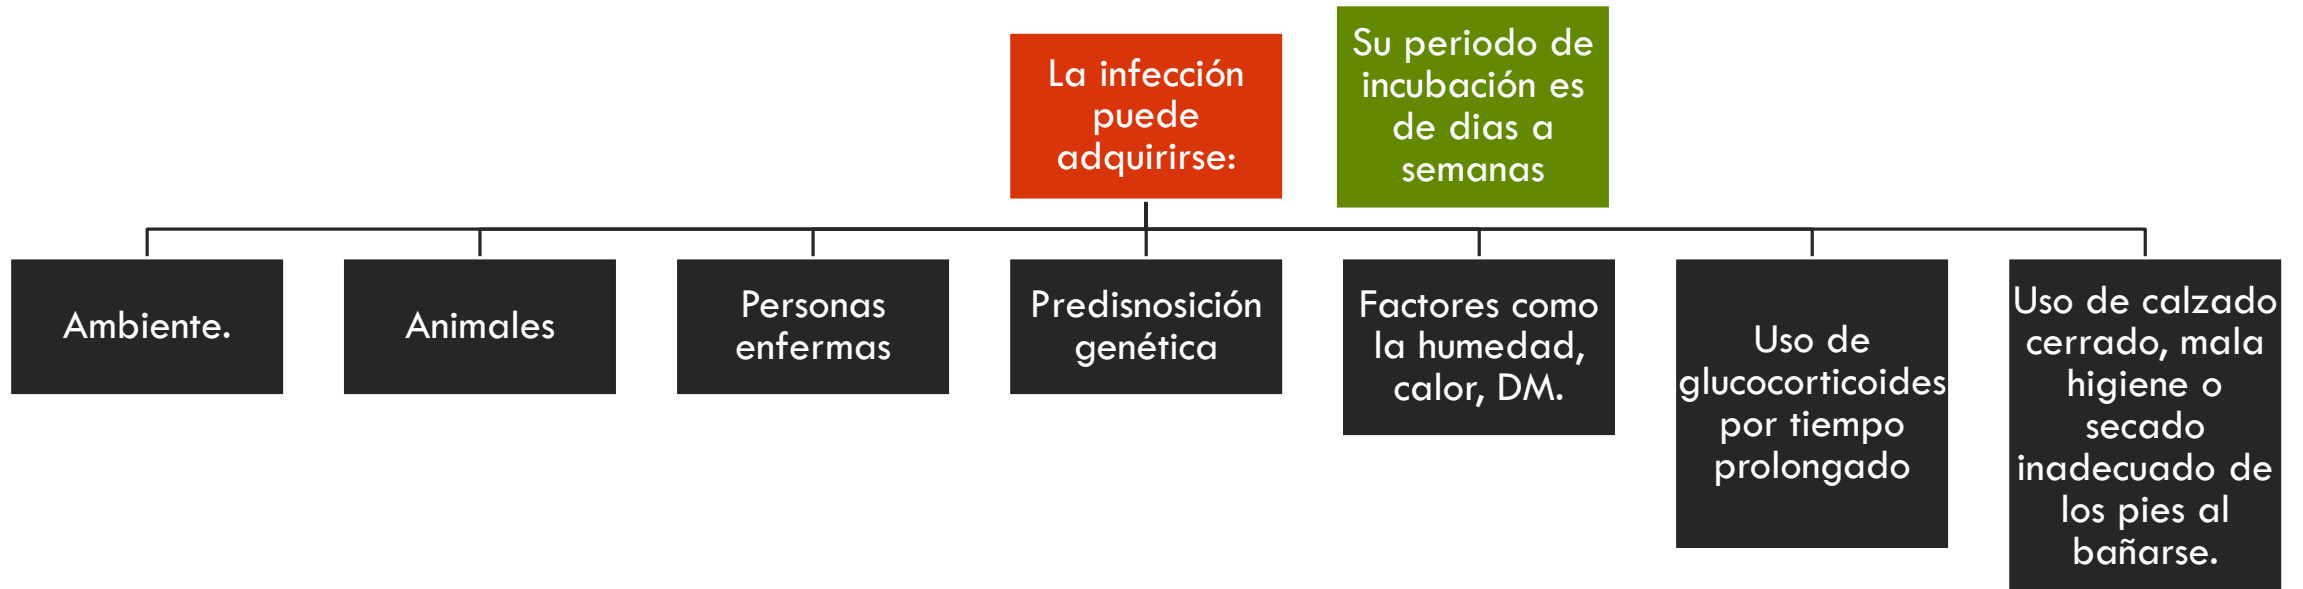 La infección
puede
adquirirse:
Su periodo de
incubación es
de dias a
semanas
Ambiente.
Animales
Personas
enfermas
Predisnosición
genética
Factores como
la humedad,
calor, DM.
Uso de
glucocorticoides
por tiempo
prolongado
Uso de calzado
cerrado, mala
higiene o
secado
inadecuado de
los pies al
bañarse.